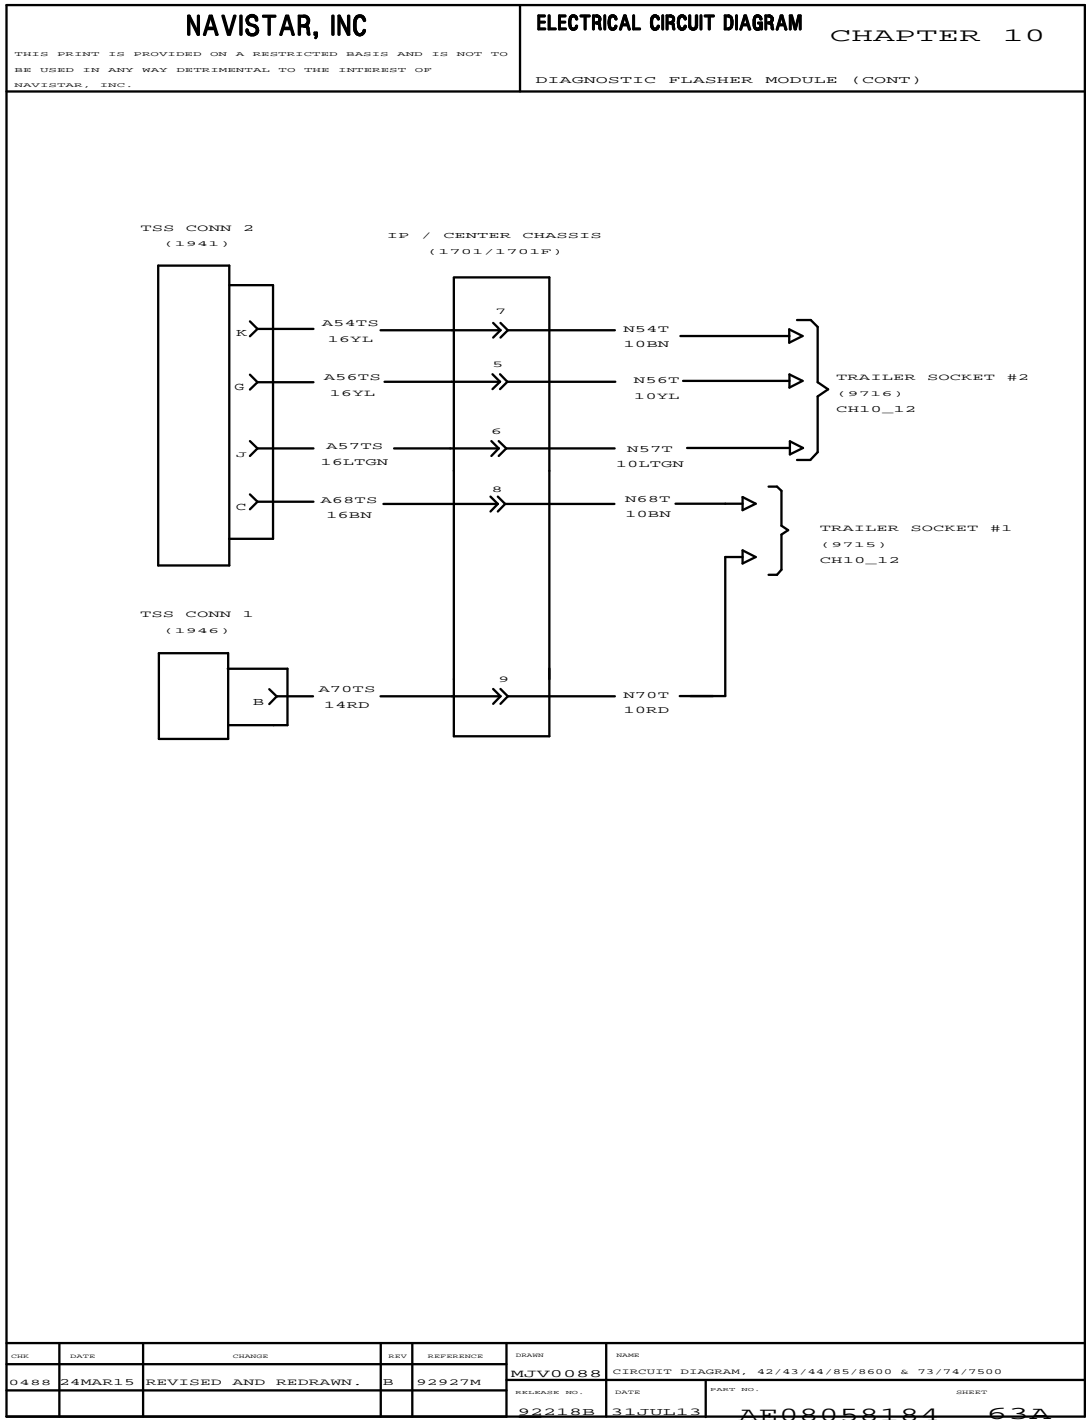 NAVISTAR, INC
THIS PRINT IS PROVIDED ON A RESTRICTED BASIS AND IS NOT TO
BE USED IN ANY WAY DETRIMENTAL TO THE INTEREST OF
NAVISTAR, INC.
ELECTRICAL CIRCUIT DIAGRAM
CHAPTER 10
DIAGNOSTIC FLASHER MODULE (CONT)
TSS CONN 2
(1941)
IP / CENTER CHASSIS
(1701/1701F)
K
A54TS
16YL
7
N54T
10BN
G
A56TS
16YL
5
N56T
10YL
J
A57TS
16LTGN
6
N57T
10LTGN
TRAILER SOCKET #2
(9716)
CH10_12
C
A68TS
16BN
8
N68T
10BN
TRAILER SOCKET #1
(9715)
CH10_12
TSS CONN 1
(1946)
B
A70TS
14RD
9
N70T
10RD
CHK DATE CHANGE REV REFERENCE
0488 24MAR15 REVISED AND REDRAWN. B 92927M
DRAWN
MJV0088
NAME
CIRCUIT DIAGRAM, 42/43/44/85/8600 & 73/74/7500
RELEASE NO.
92218B
DATE
31JUL13
PART NO.
AE08058184
SHEET
63A